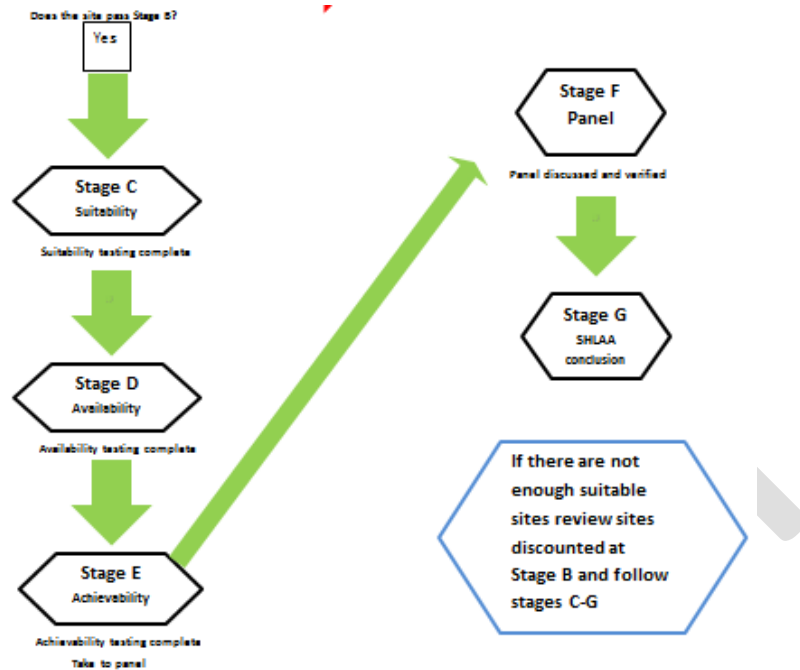 Does the site pass Stage B?
Yes
Stage C
Suitability
Suitability testing complete
Stage D
Availability
Availability testing complete
Stage E
Achievability
Achievability testing complete
Take to panel
Stage F
Panel
Panel discussed and verified
Stage G
SHLAA
conclusion
If there are not
enough suitable
sites review sites
discounted at
Stage B and follow
stages C-G